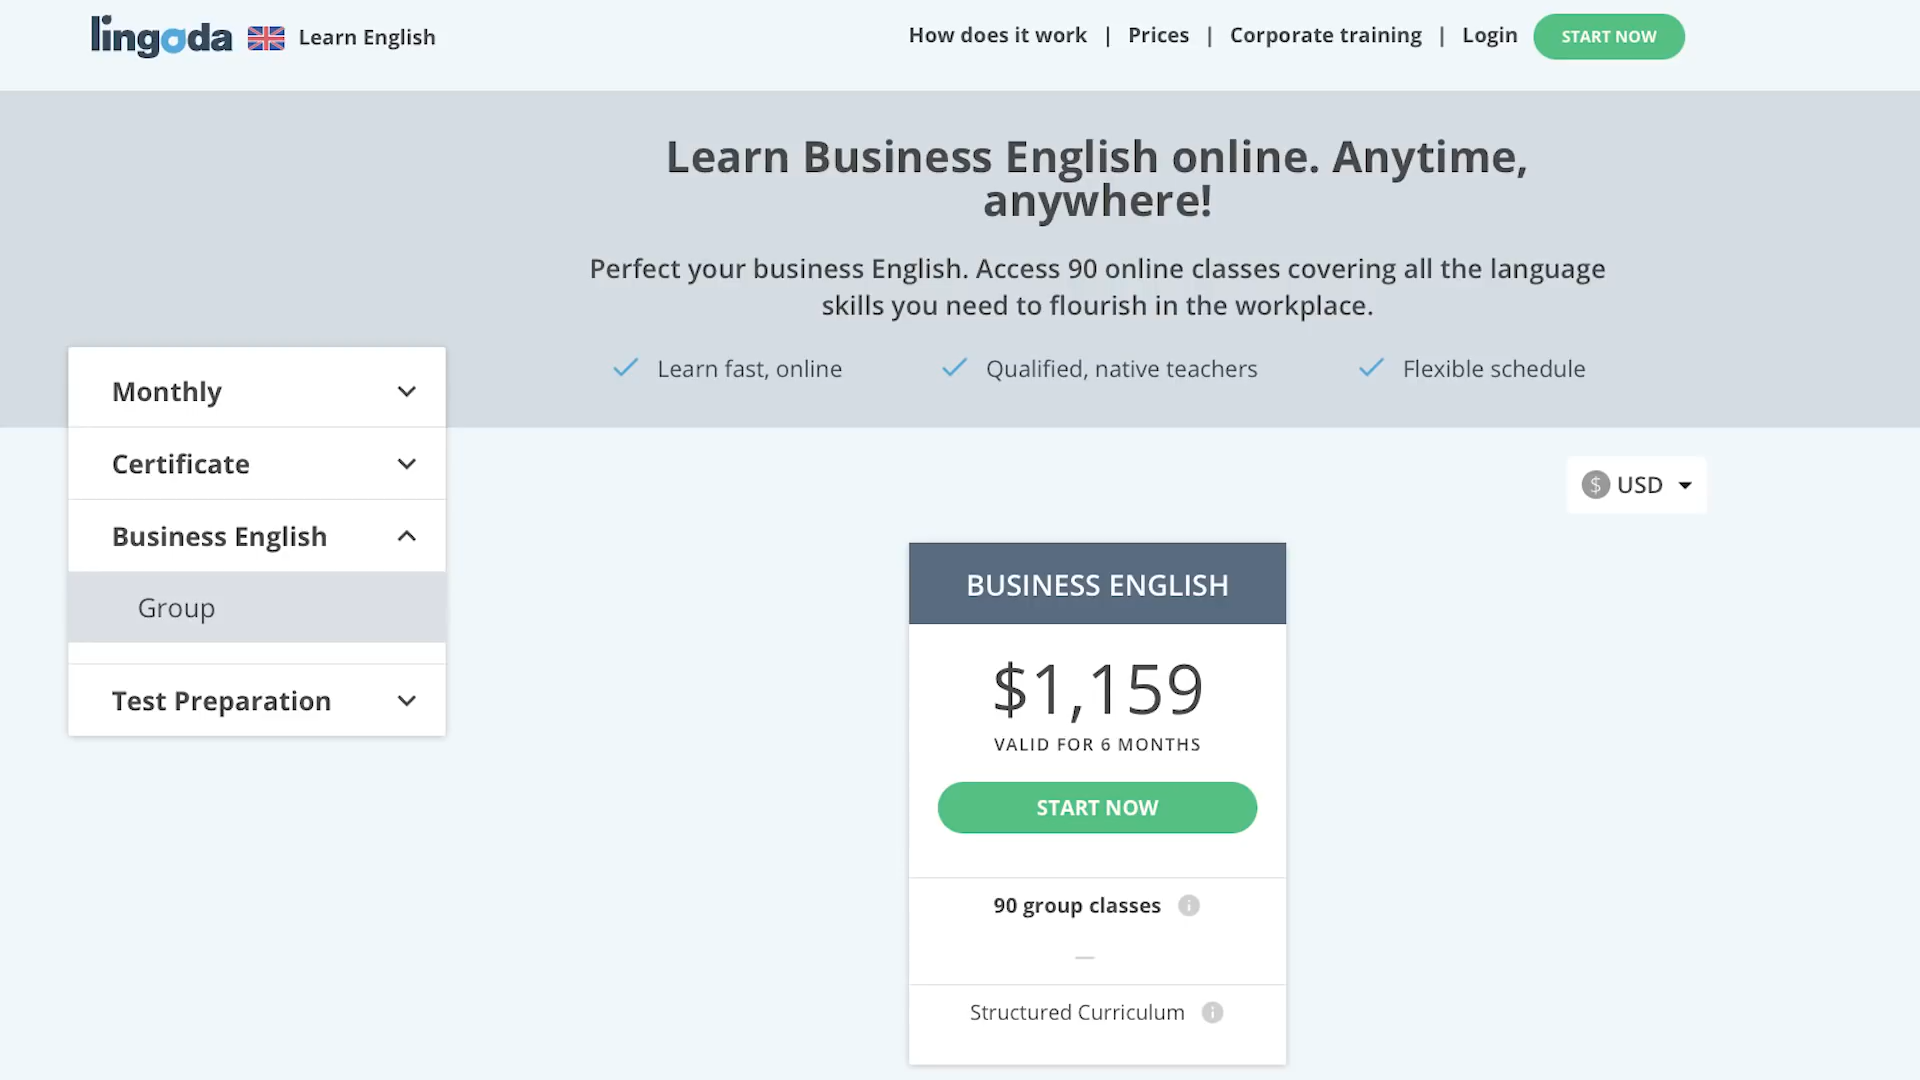 lingoda
Learn English
How does it work | Prices | Corporate training | Login
START NOW
Learn Business English online. Anytime,
anywhere!
Perfect your business English. Access 90 online classes covering all the language
skills you need to flourish in the workplace.
Learn fast, online
Qualified, native teachers
Flexible schedule
Monthly
Certificate
Business English
Group
Test Preparation
$ USD
BUSINESS ENGLISH
$1,159
VALID FOR 6 MONTHS
START NOW
90 group classes i
—
Structured Curriculum i